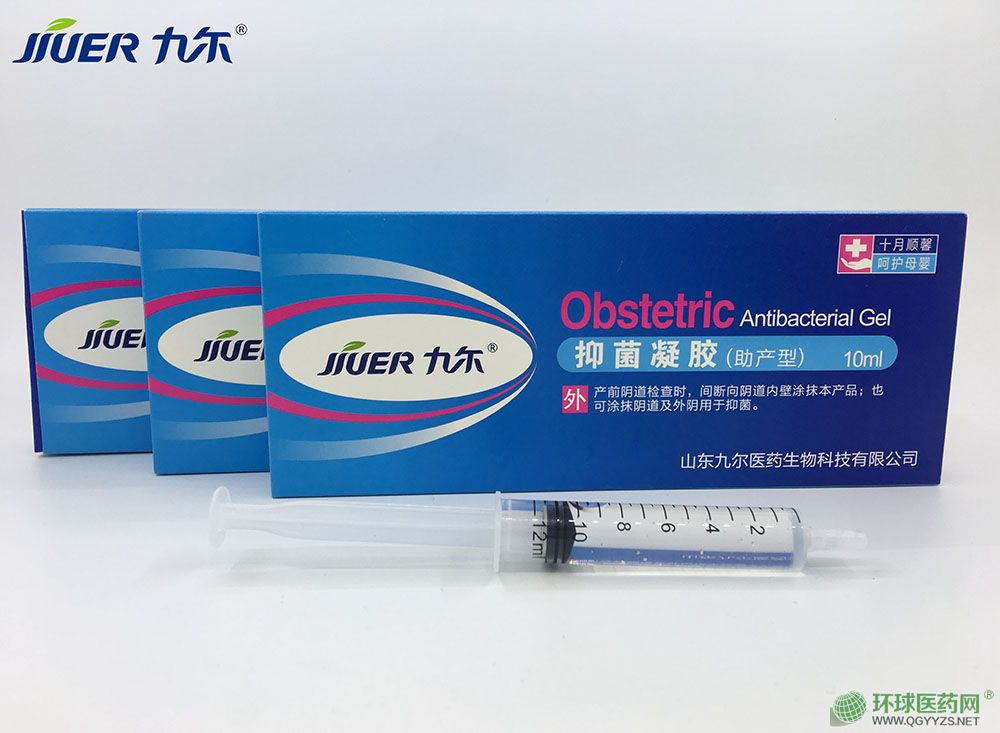 JIUER 九尔®
十月顺馨
呵护母婴
Obstetric Antibacterial Gel
抑菌凝胶(助产型) 10ml
外 产前阴道检查时,间断向阴道内壁涂抹本产品;也
可涂抹阴道及外阴用于抑菌。
JIUE
JIUE
JIUER 九尔®
山东九尔医药生物科技有限公司
12ml 10 8 6 4 2
环球医药网®
WWW.QGYYZS.NET